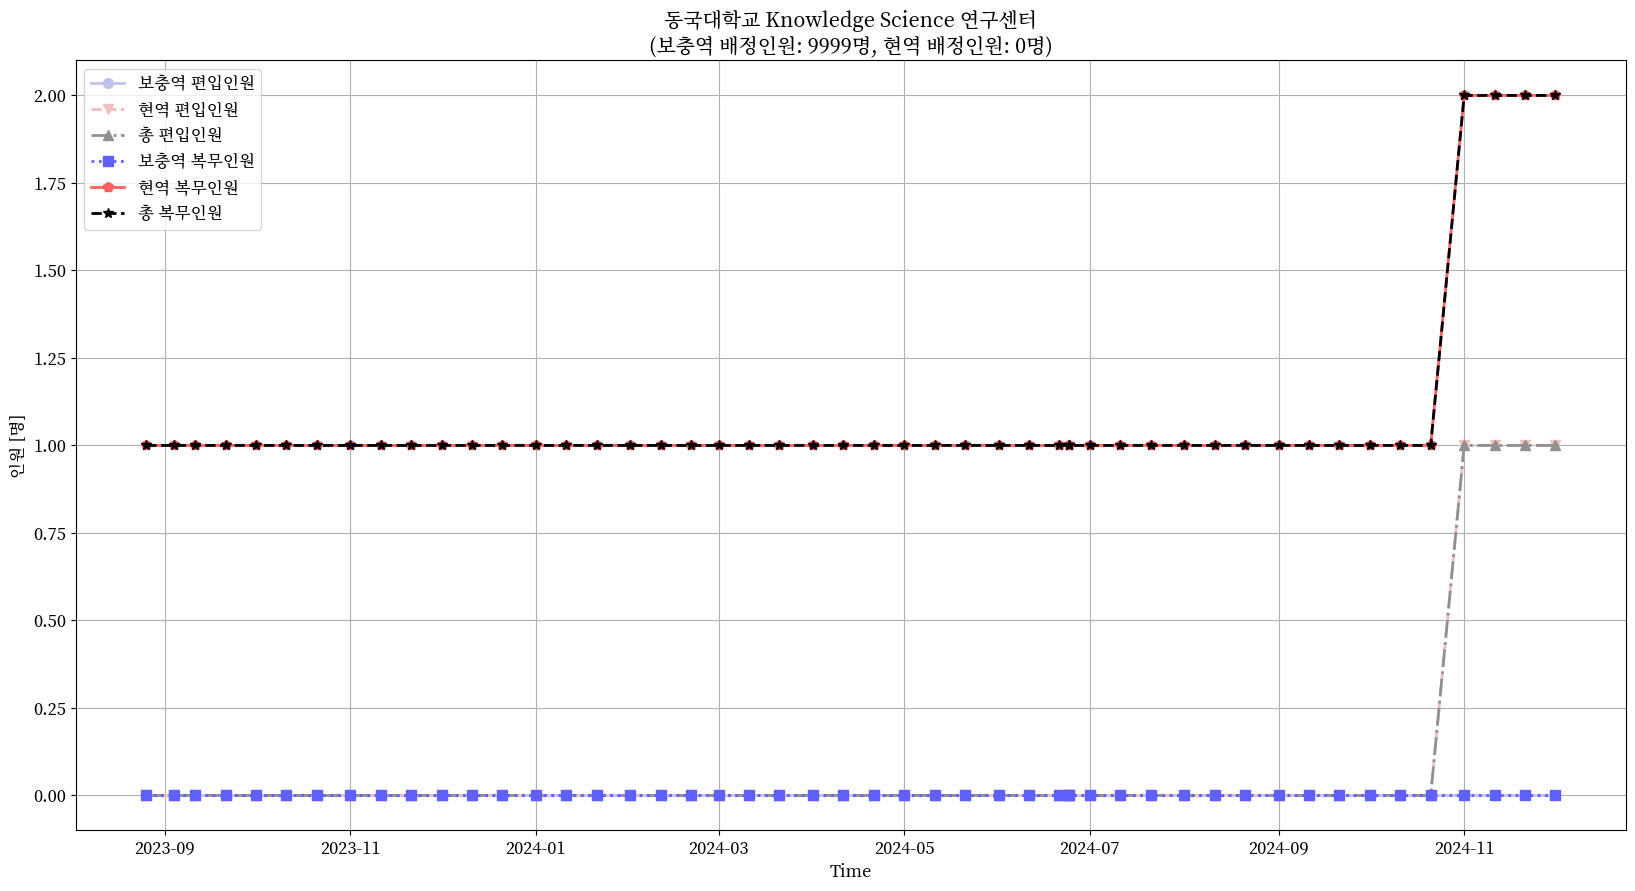 동국대학교 Knowledge Science 연구센터
(보충역 배정인원: 9999명, 현역 배정인원: 0명)
보충역 편입인원
현역 편입인원
총 편입인원
보충역 복무인원
현역 복무인원
총 복무인원
인원 [명]
2.00
1.75
1.50
1.25
1.00
0.75
0.50
0.25
0.00
2023-09 2023-11 2024-01 2024-03 2024-05 2024-07 2024-09 2024-11
Time